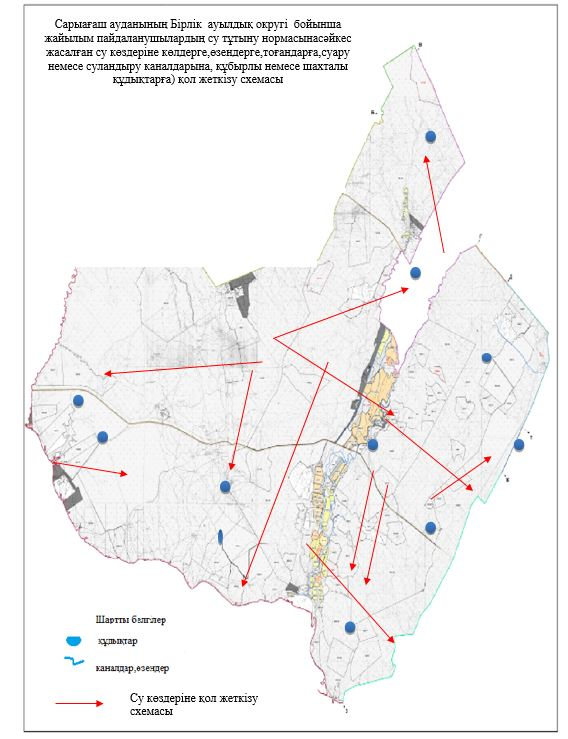 Сарыағаш ауданының Бірлік ауылдық округі бойынша
жайылым пайдаланушылардың су тұтыну нормасынасәйкес
жасалған су көздеріне көлдерге,өзендерге,тоғандарға,суару
немесе суландыру каналдарына, құбырлы немесе шахталы
құдықтарға) қол жеткізу схемасы
Шартты белгілер
құдықтар
каналдар,өзендер
Су көздеріне қол жеткізу
схемасы